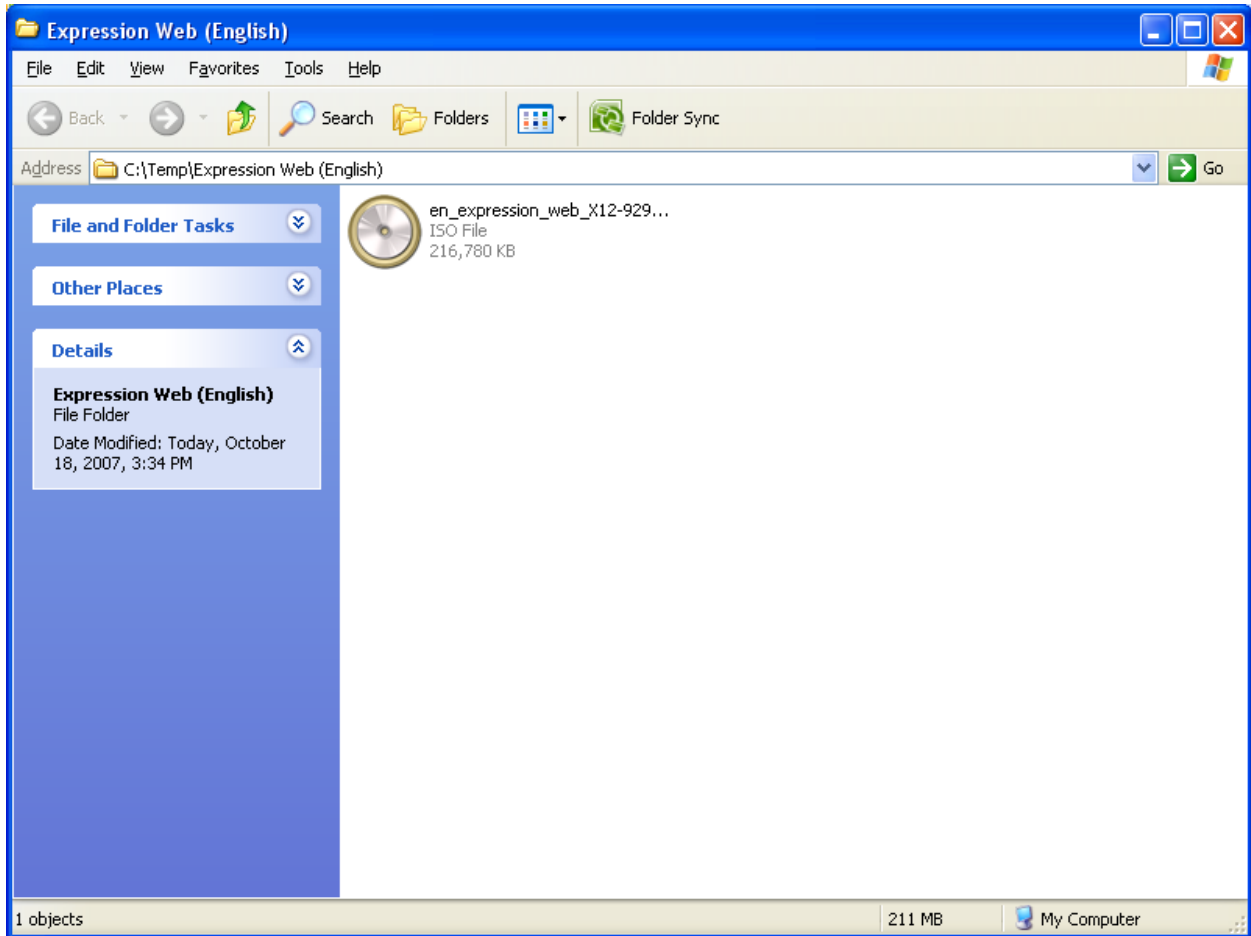 Expression Web (English)
File Edit View Favorites Tools Help
Back Search Folders Folder Sync
Address C:\Temp\Expression Web (English) Go
File and Folder Tasks
Other Places
Details
Expression Web (English)
File Folder
Date Modified: Today, October
18, 2007, 3:34 PM
en_expression_web_X12-929...
ISO File
216,780 KB
1 objects 211 MB My Computer